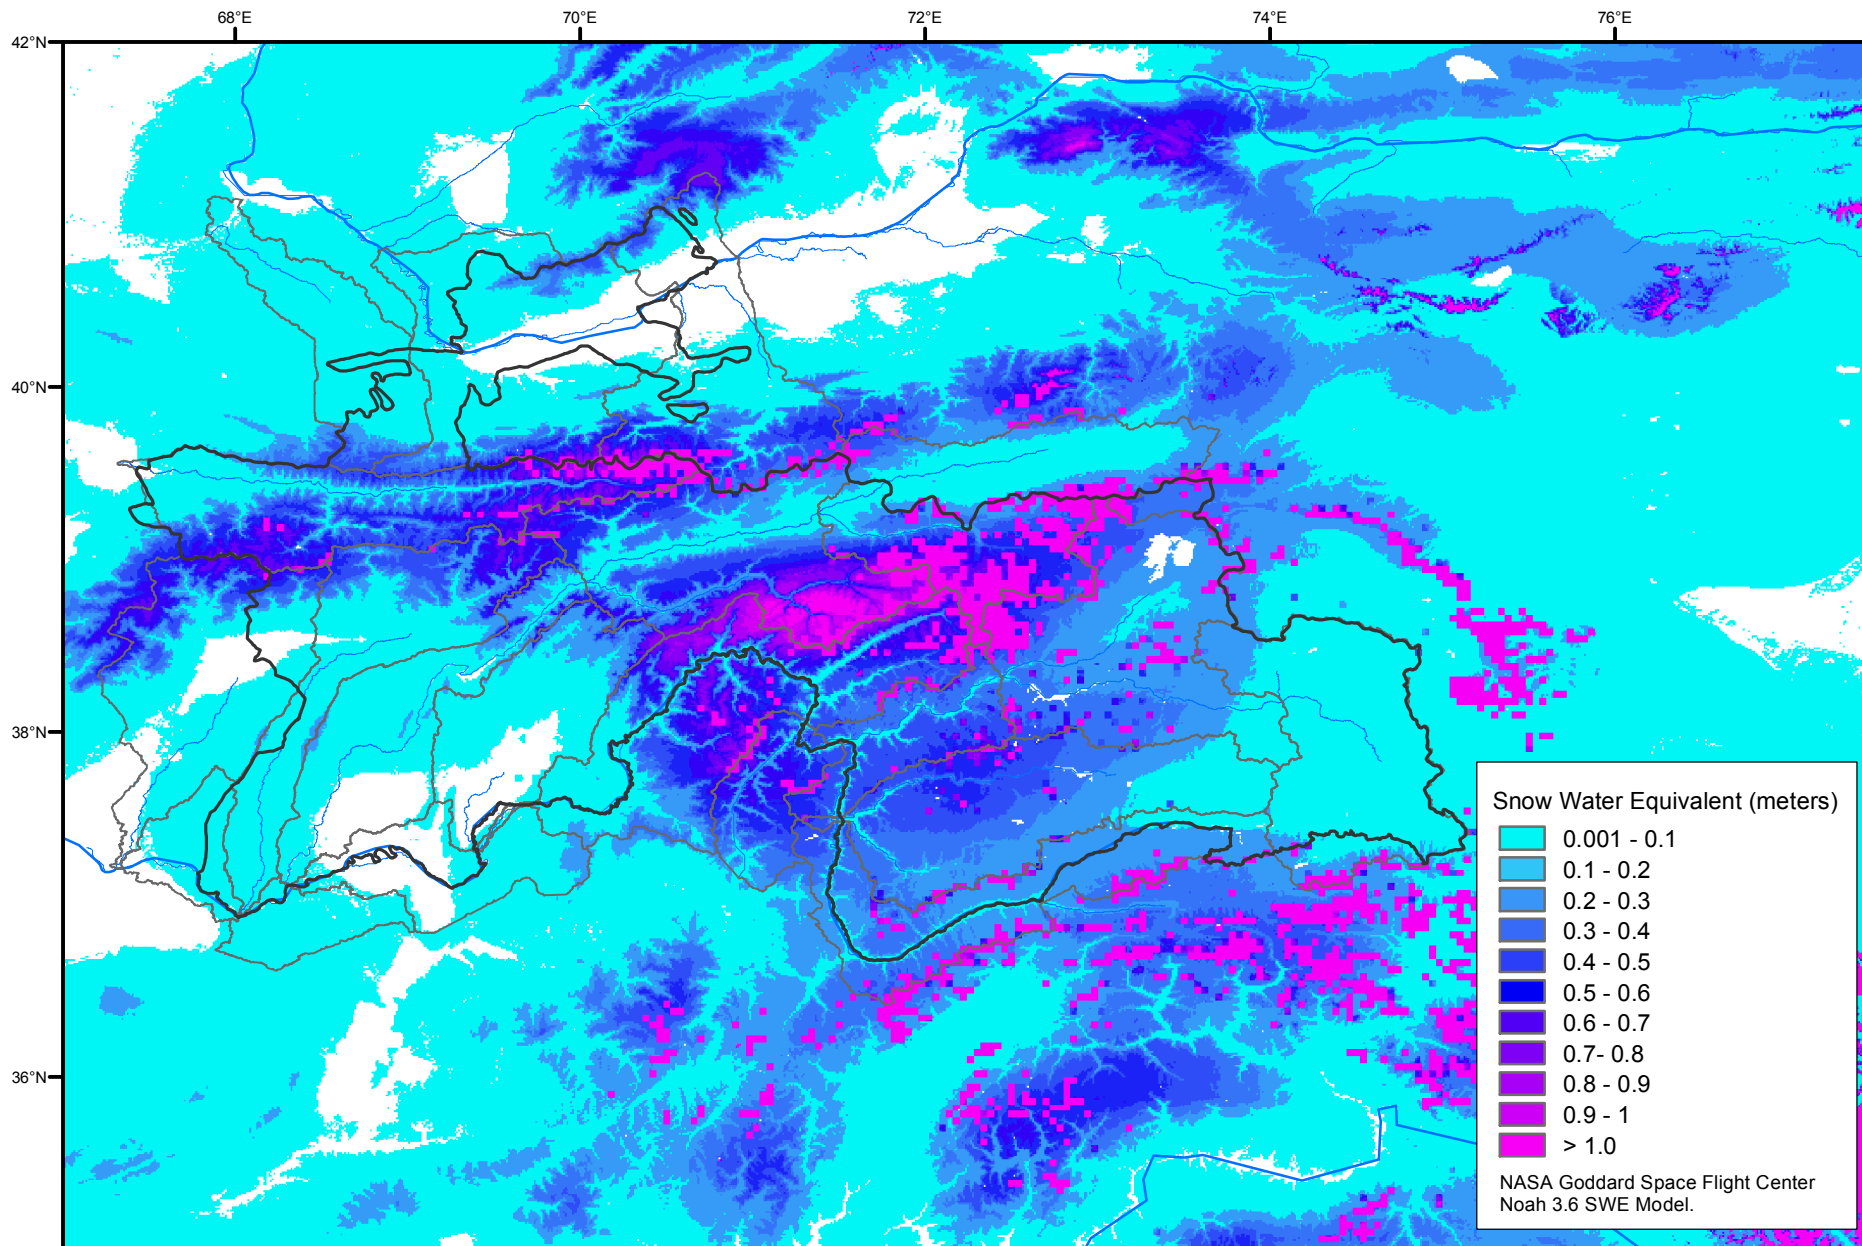 68°E 70°E 72°E 74°E 76°E
42°N
40°N
38°N
36°N
Snow Water Equivalent (meters)
0.001 - 0.1
0.1 - 0.2
0.2 - 0.3
0.3 - 0.4
0.4 - 0.5
0.5 - 0.6
0.6 - 0.7
0.7- 0.8
0.8 - 0.9
0.9 - 1
> 1.0
NASA Goddard Space Flight Center
Noah 3.6 SWE Model.